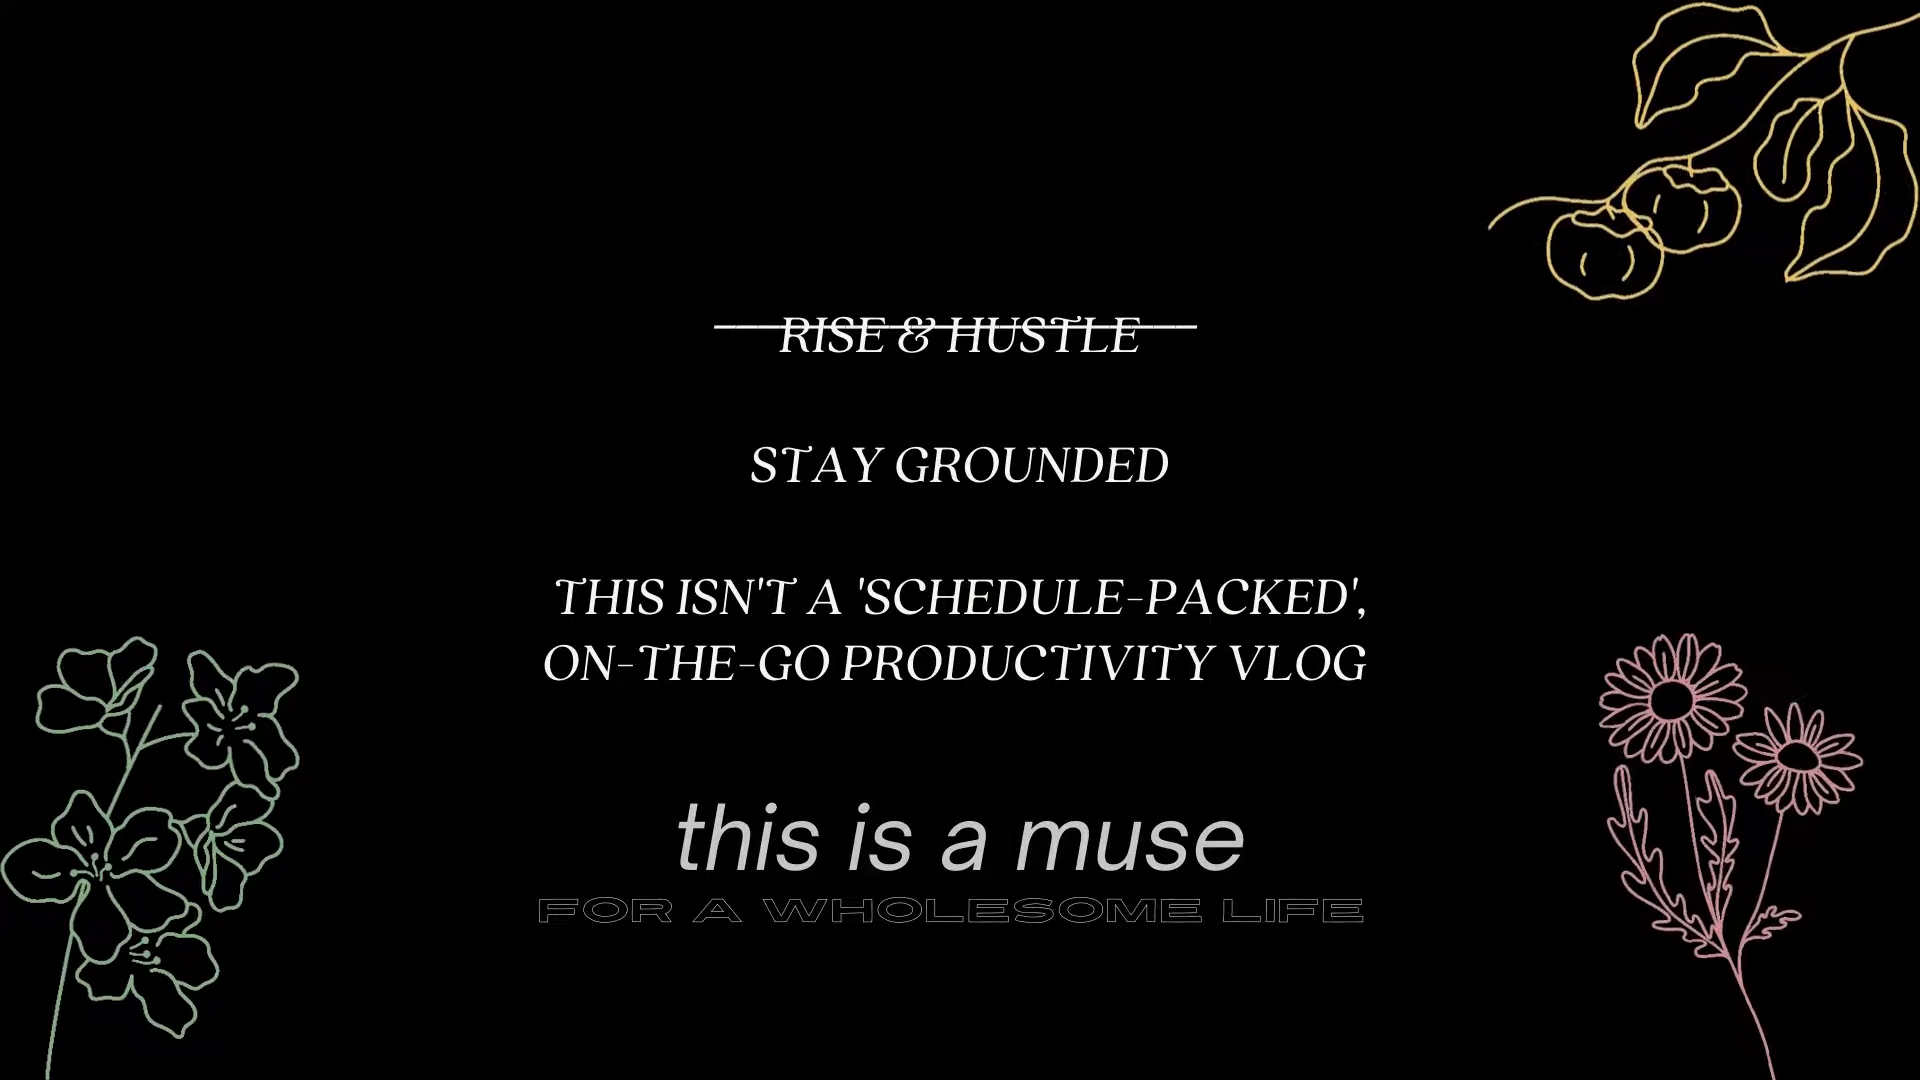 RISE & HUSTLE
STAY GROUNDED
THIS ISN'T A 'SCHEDULE-PACKED',
ON-THE-GO PRODUCTIVITY VLOG
this is a muse
FOR A WHOLESOME LIFE